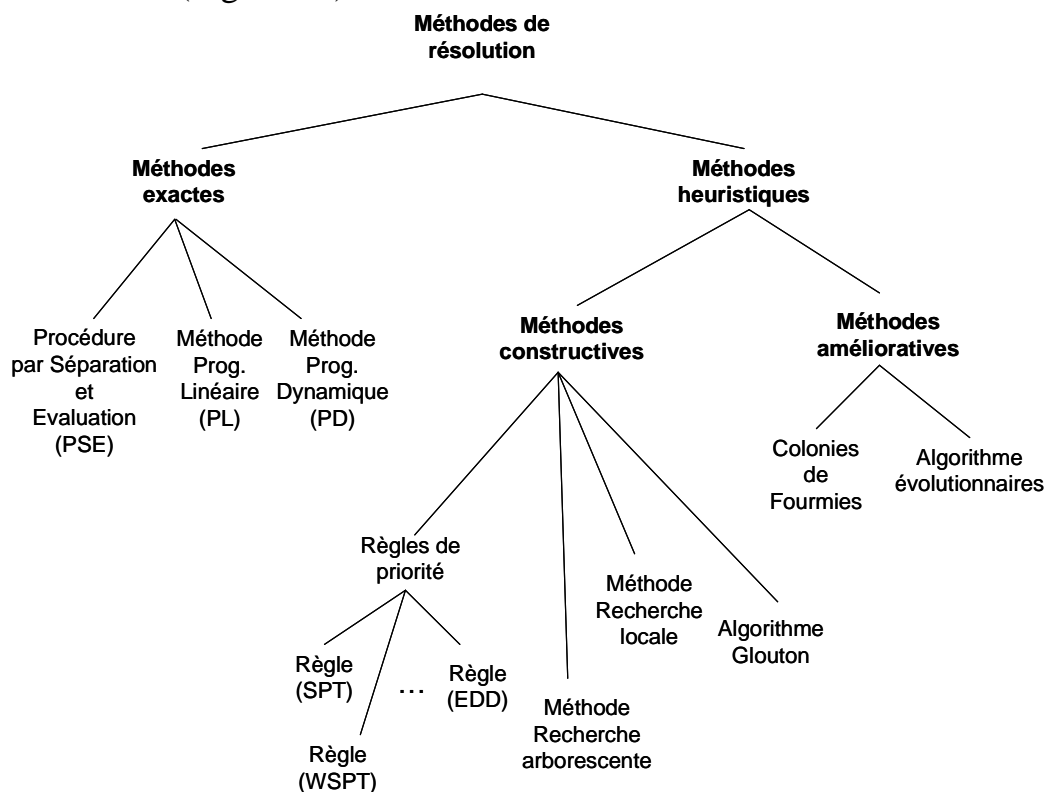 Méthodes de
résolution
Méthodes
exactes
Méthodes
heuristiques
Procédure
par Séparation
et
Evaluation
(PSE)
Méthode
Prog.
Linéaire
(PL)
Méthode
Prog.
Dynamique
(PD)
Méthodes
constructives
Méthodes
amélioratives
Colonies
de
Fourmies
Algorithme
évolutionnaires
Règles de
priorité
Méthode
Recherche
locale
Algorithme
Glouton
Règle
(SPT)
...
Règle
(EDD)
Méthode
Recherche
arborescente
Règle
(WSPT)